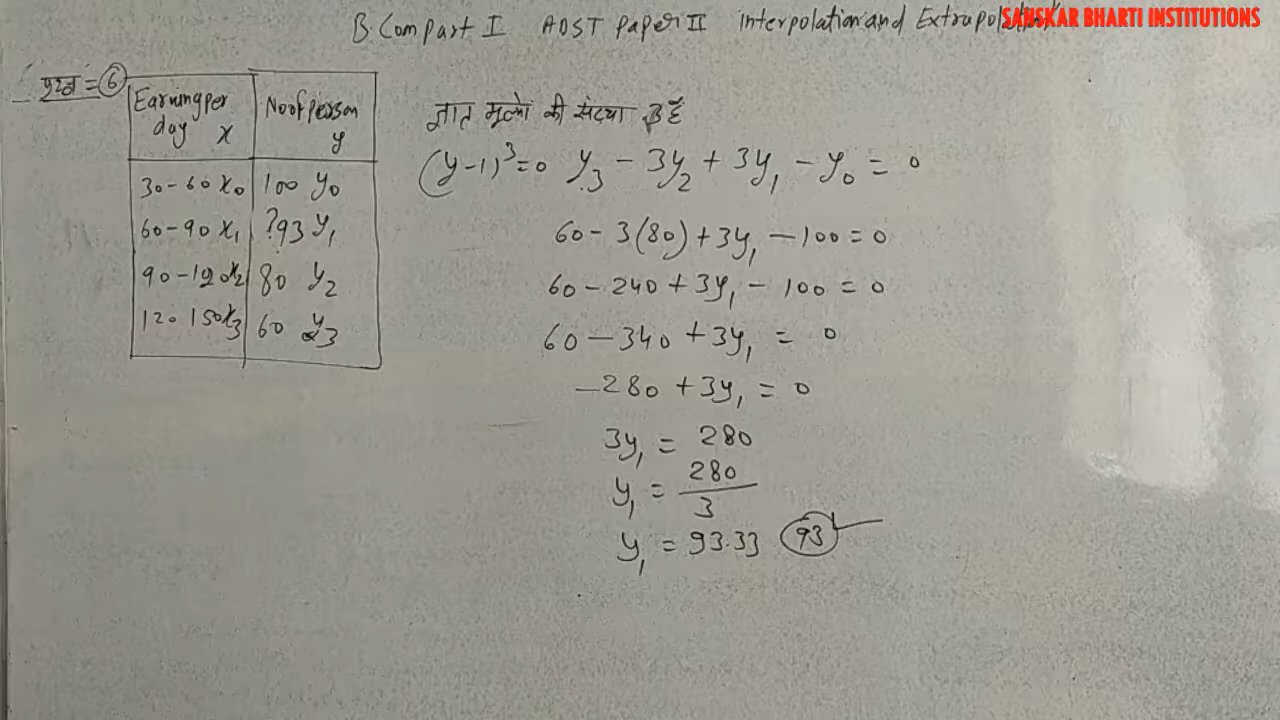 B.Com part I AOST Paper II Interpolation and Extrapolation"
SANSKAR BHARTI INSTITUTIONS
प्रश्न = 6
Earning per day x | No of person y
30-60 x₀ | 100 y₀
60-90 x₁ | ?93 y₁
90-120 x₂ | 80 y₂
120 150 x₃ | 60 y₃
ज्ञात मूल्यो की संख्या 3 है
(y-1)³=0 y₃ - 3y₂ + 3y₁ - y₀ = 0
60 - 3(80) + 3y₁ - 100 = 0
60 - 240 + 3y₁ - 100 = 0
60 - 340 + 3y₁ = 0
-280 + 3y₁ = 0
3y₁ = 280
y₁ = 280/3
y₁ = 93.33 93